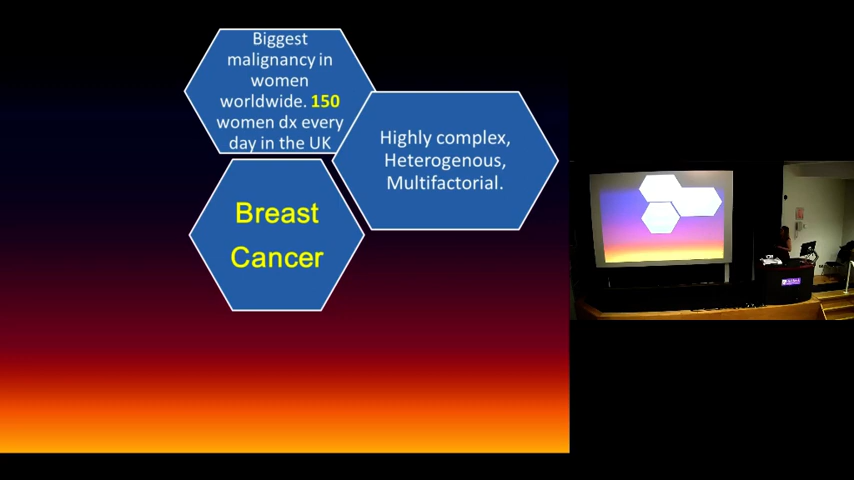 Biggest
malignancy in
women
worldwide. 150
women dx every
day in the UK
Highly complex,
Heterogenous,
Multifactorial.
Breast
Cancer